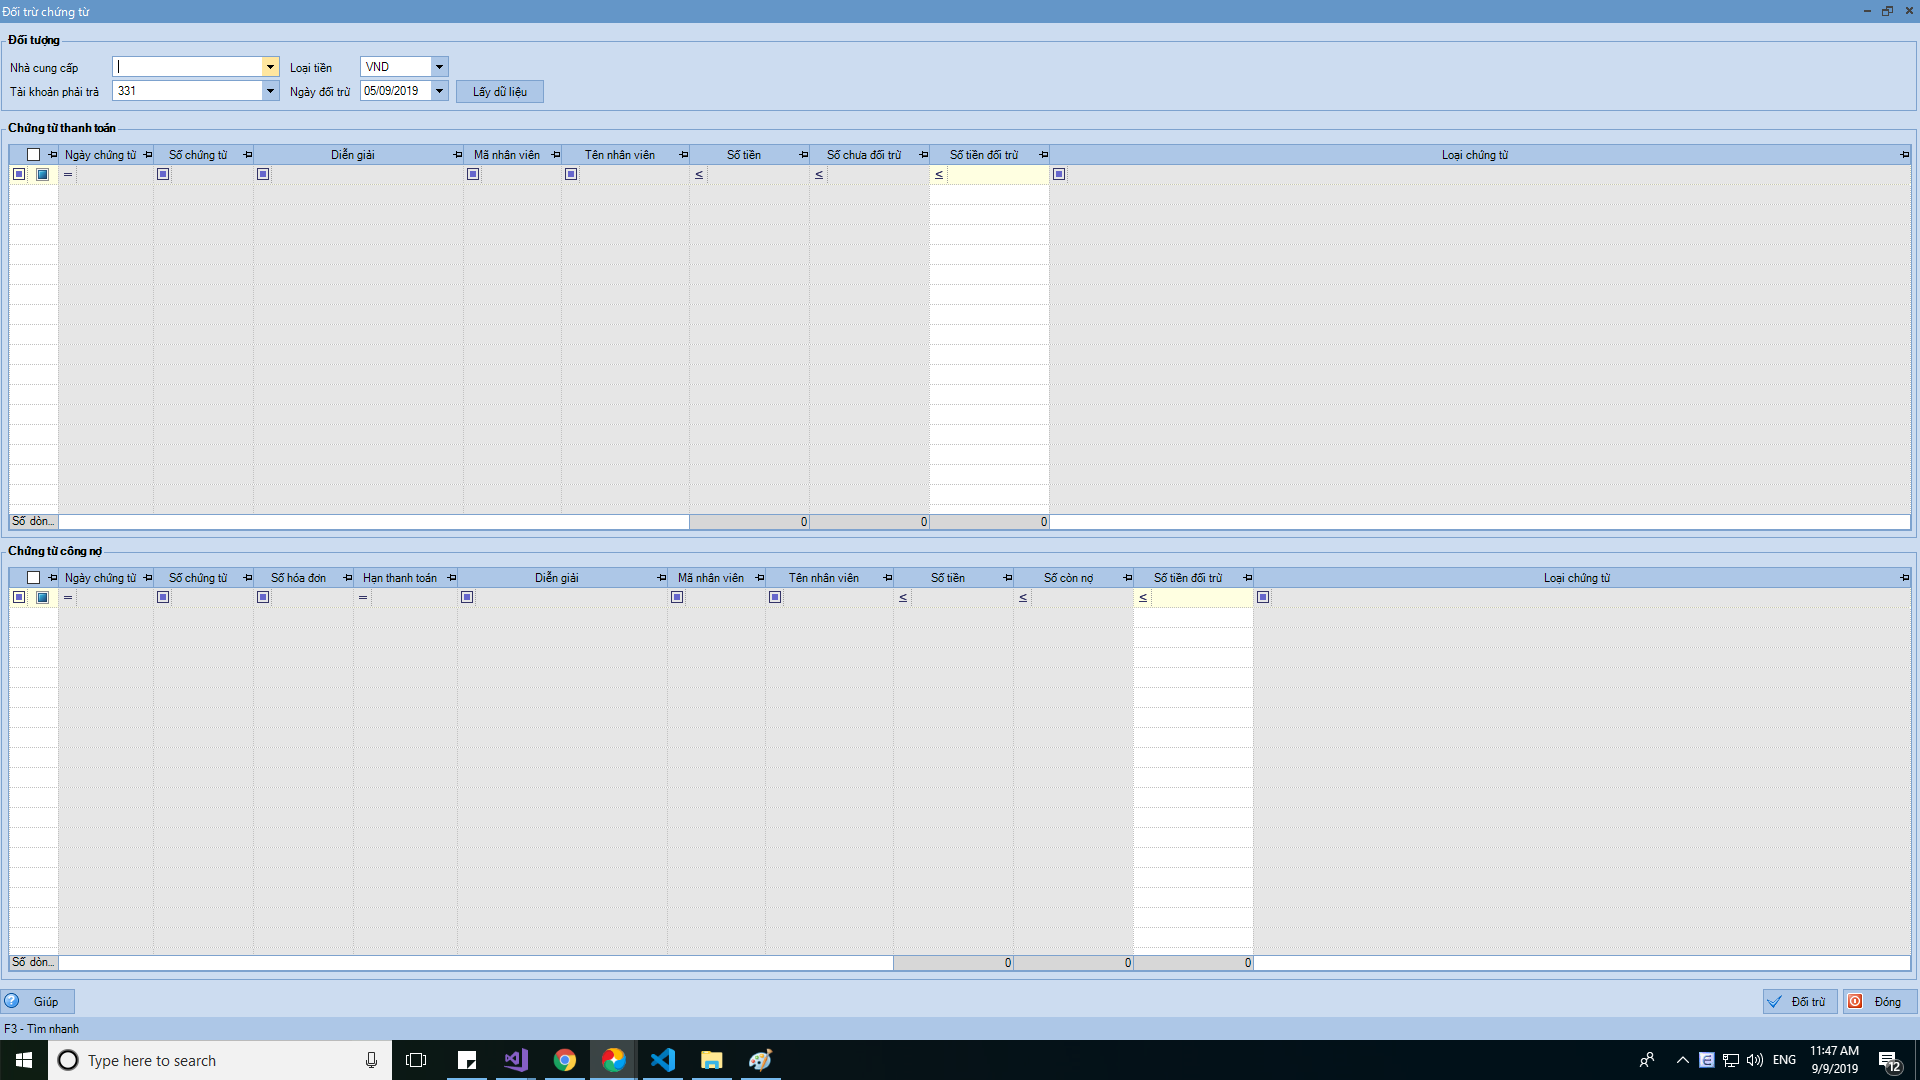 Đối trừ chứng từ
Đối tượng
Nhà cung cấp
Loại tiền VND
Tài khoản phải trả 331
Ngày đối trừ 05/09/2019 Lấy dữ liệu
Chứng từ thanh toán
Ngày chứng từ Số chứng từ Diễn giải Mã nhân viên Tên nhân viên Số tiền Số chưa đối trừ Số tiền đối trừ Loại chứng từ
= ≤ ≤ ≤
Số dòn... 0 0 0
Chứng từ công nợ
Ngày chứng từ Số chứng từ Số hóa đơn Hạn thanh toán Diễn giải Mã nhân viên Tên nhân viên Số tiền Số còn nợ Số tiền đối trừ Loại chứng từ
= = ≤ ≤ ≤
Số dòn... 0 0 0
Giúp Đối trừ Đóng
F3 - Tìm nhanh
Type here to search
ENG
11:47 AM
9/9/2019
12